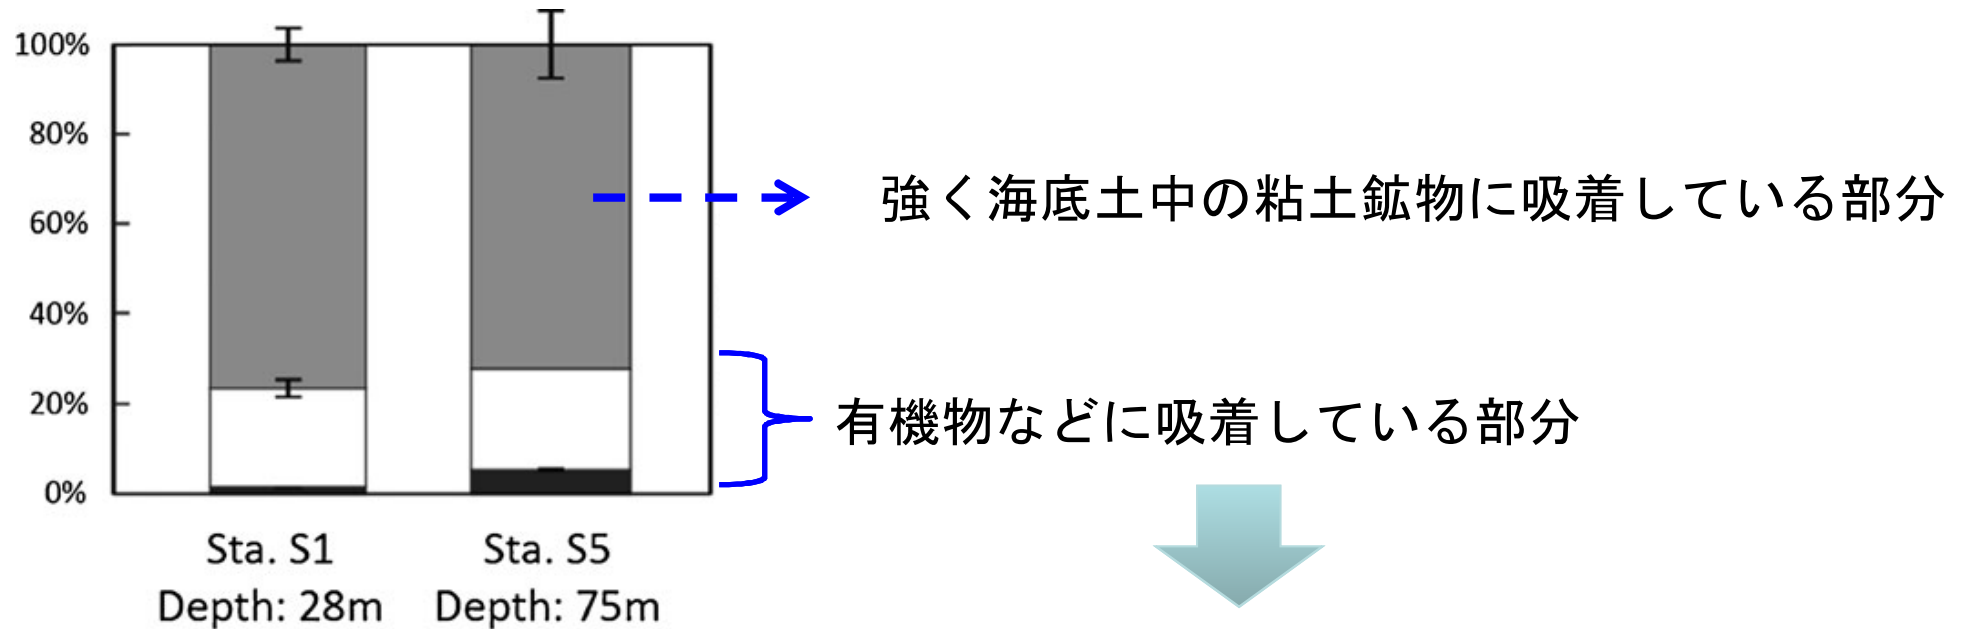 100%
80%
60%
40%
20%
0%
Sta. S1
Depth: 28m
Sta. S5
Depth: 75m
強く海底土中の粘土鉱物に吸着している部分
有機物などに吸着している部分